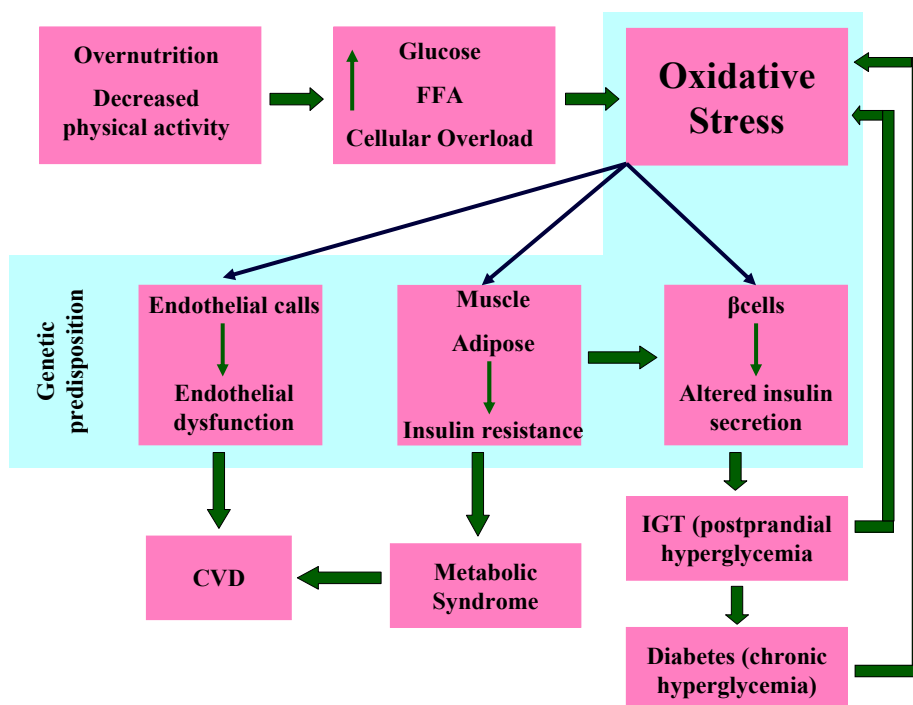 Overnutrition
Decreased
physical activity
Glucose
FFA
Cellular Overload
Oxidative
Stress
Genetic
predisposition
Endothelial calls
Endothelial
dysfunction
Muscle
Adipose
Insulin resistance
βcells
Altered insulin
secretion
CVD
Metabolic
Syndrome
IGT (postprandial
hyperglycemia
Diabetes (chronic
hyperglycemia)